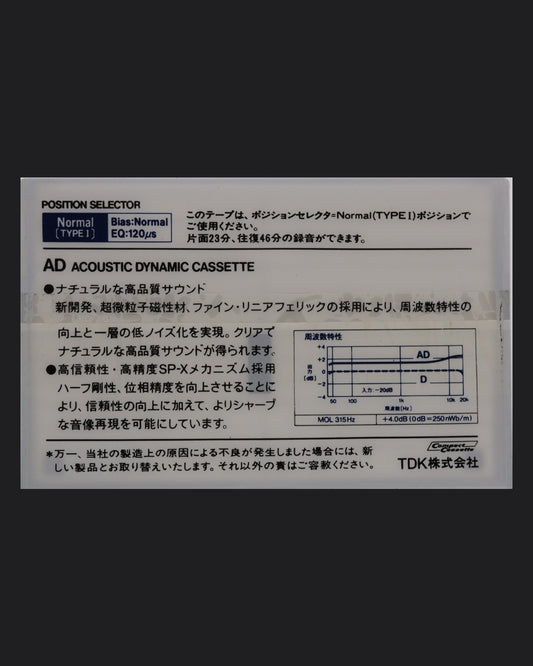 POSITION SELECTOR
Normal
[TYPE I]
Bias:Normal
EQ:120μs
このテープは、ポジションセレクタ=Normal(TYPE I)ポジションで
ご使用ください。
片面23分、往復46分の録音ができます。
AD ACOUSTIC DYNAMIC CASSETTE
●ナチュラルな高品質サウンド
新開発、超微粒子磁性材、ファイン・リニアフェリックの採用により、周波数特性の
向上と一層の低ノイズ化を実現。クリアで
ナチュラルな高品質サウンドが得られます。
●高信頼性・高精度SP-Xメカニズム採用
ハーフ剛性、位相精度を向上させることに
より、信頼性の向上に加えて、よりシャープ
な音像再現を可能にしています。
周波数特性
+4
+2
0
-2
-4
出力[dB]
AD
D
入力:-20dB
50 100 1k 10k 20k
周波数[Hz]
MOL 315Hz +4.0dB(0dB=250nWb/m)
*万一、当社の製造上の原因による不良が発生しました場合には、新
しい製品とお取り替えいたします。それ以外の責はご容赦ください。
Compact Cassette
TDK株式会社